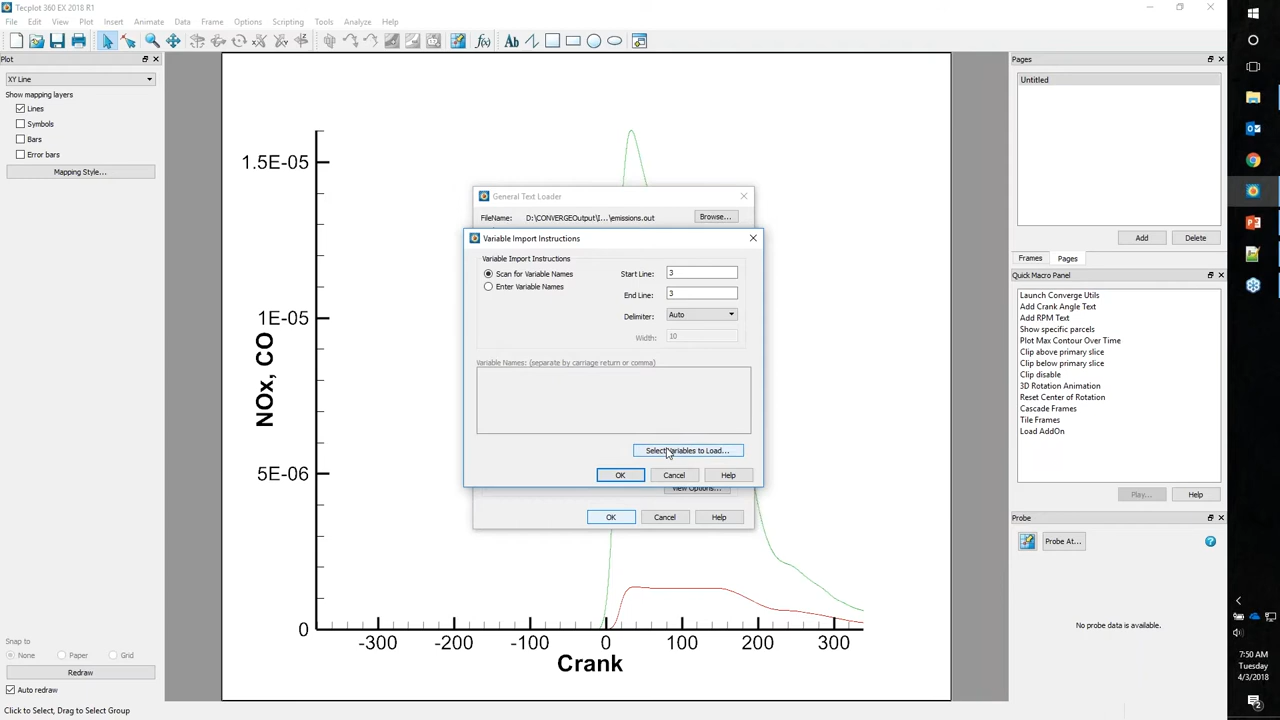 Tecplot 360 EX 2018 R1
File Edit View Plot Insert Animate Data Frame Options Scripting Tools Analyze Help
Plot
XY Line
Show mapping layers
Lines
Symbols
Bars
Error bars
Mapping Style...
Snap to
None Paper Grid
Redraw
Auto redraw
Click to Select, Drag to Select Group
1.5E-05
1E-05
5E-06
0
NOx, CO
-300 -200 -100 0 100 200 300
Crank
General Text Loader
FileName: D:\CONVERGEOutput\I...\emissions.out Browse...
Variable Import Instructions
Variable Import Instructions
Scan for Variable Names
Enter Variable Names
Start Line: 3
End Line: 3
Delimiter: Auto
Width: 10
Variable Names: (separate by carriage return or comma)
Select Variables to Load...
OK Cancel Help
View Options...
OK Cancel Help
Pages
Untitled
Add Delete
Frames Pages
Quick Macro Panel
Launch Converge Utils
Add Crank Angle Text
Add RPM Text
Show specific parcels
Plot Max Contour Over Time
Clip above primary slice
Clip below primary slice
Clip disable
3D Rotation Animation
Reset Center of Rotation
Cascade Frames
Tile Frames
Load AddOn
Play... Help
Probe
Probe At...
No probe data is available.
7:50 AM
Tuesday
4/3/2018
2